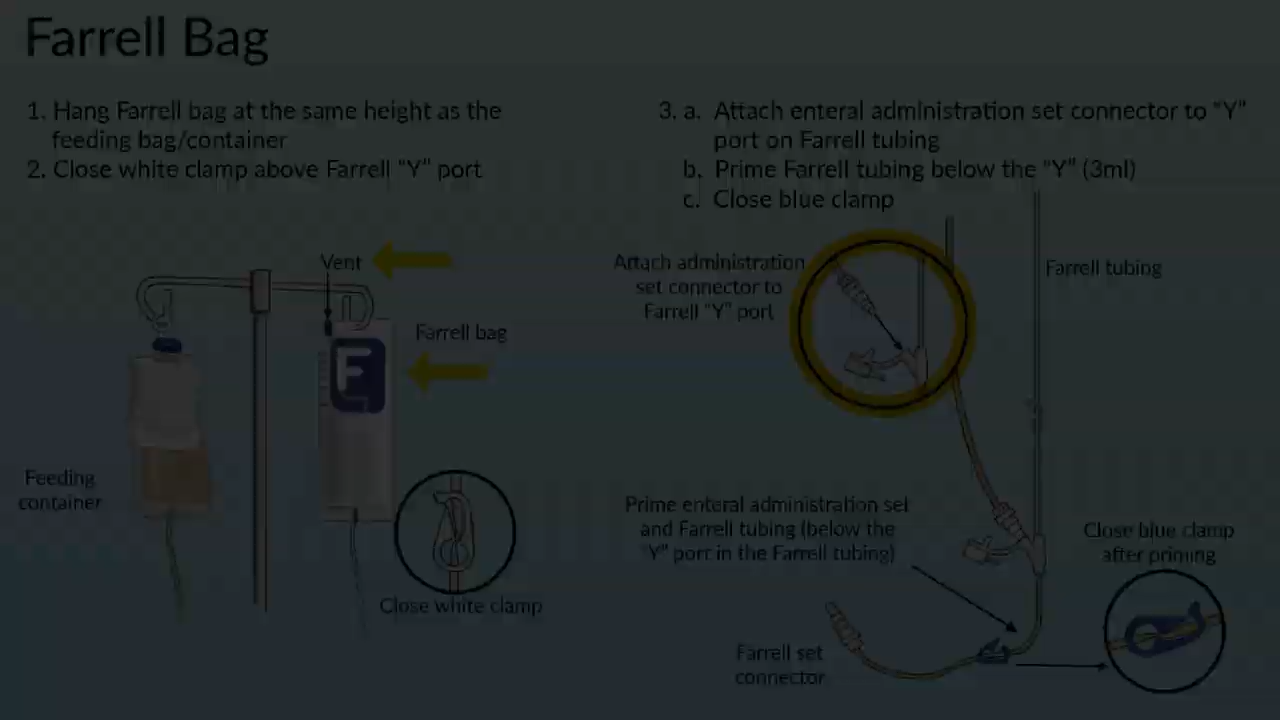 Farrell Bag
1. Hang Farrell bag at the same height as the
feeding bag/container
2. Close white clamp above Farrell “Y” port
3. a. Attach enteral administration set connector to “Y”
port on Farrell tubing
b. Prime Farrell tubing below the “Y” (3ml)
c. Close blue clamp
Vent
Farrell bag
F
Feeding
container
Close white clamp
Attach administration
set connector to
Farrell “Y” port
Farrell tubing
Prime enteral administration set
and Farrell tubing (below the
“Y” port in the Farrell tubing)
Close blue clamp
after priming
Farrell set
connector